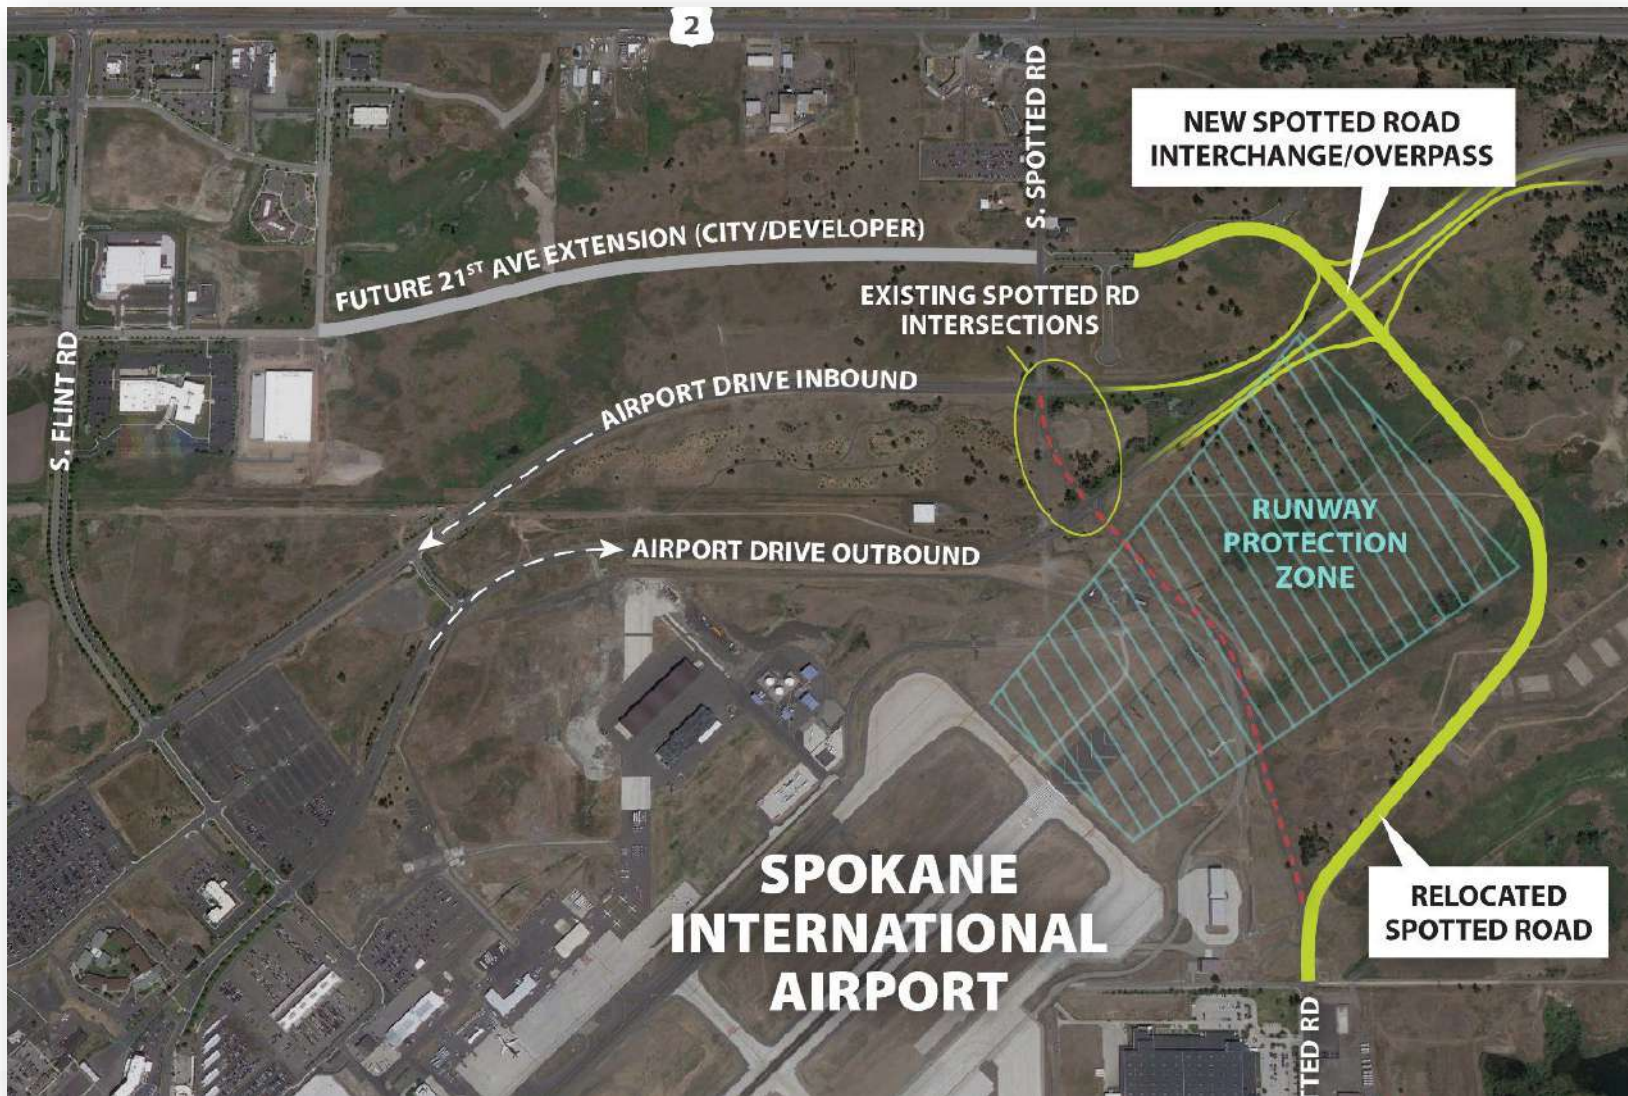 2
S. SPOTTED RD
NEW SPOTTED ROAD
INTERCHANGE/OVERPASS
FUTURE 21ST AVE EXTENSION (CITY/DEVELOPER)
EXISTING SPOTTED RD
INTERSECTIONS
S. FLINT RD
AIRPORT DRIVE INBOUND
RUNWAY
PROTECTION
ZONE
AIRPORT DRIVE OUTBOUND
SPOKANE
INTERNATIONAL
AIRPORT
RELOCATED
SPOTTED ROAD
TTED RD